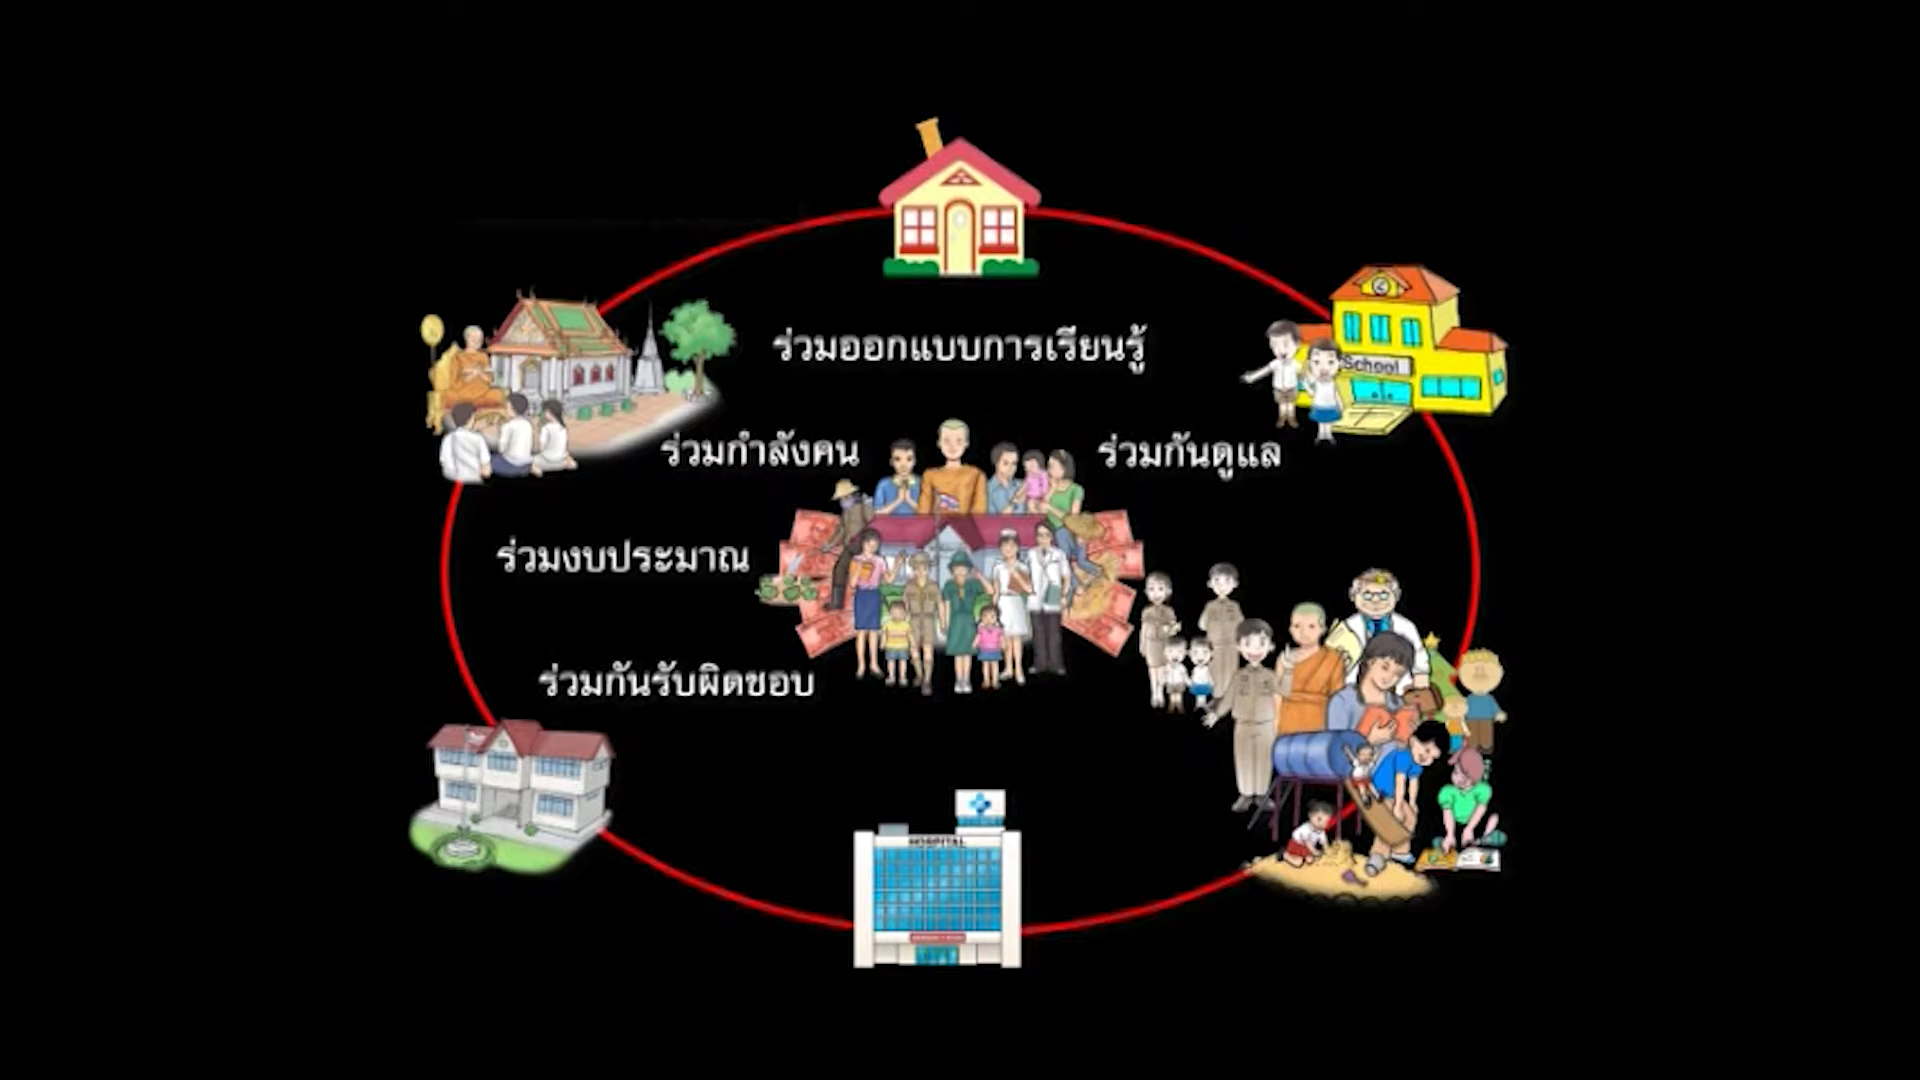 ร่วมออกแบบการเรียนรู้
School
ร่วมกำลังคน
ร่วมกันดูแล
ร่วมงบประมาณ
ร่วมกันรับผิดชอบ
HOSPITAL